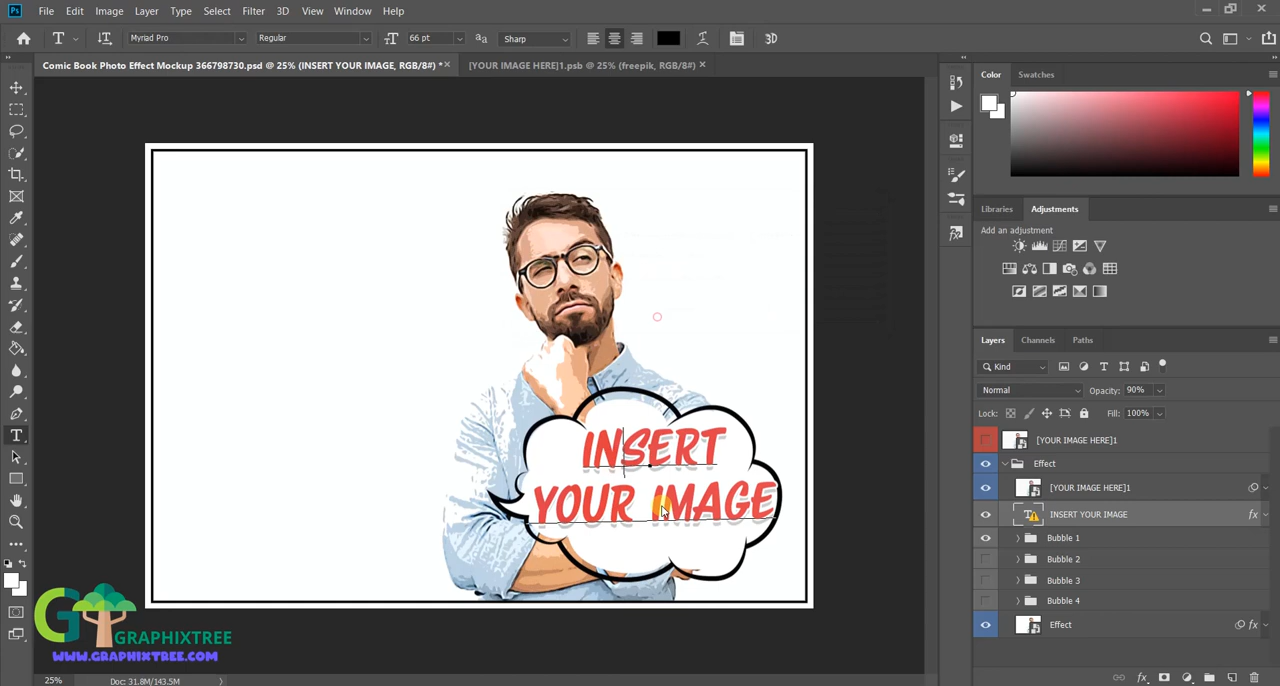 Ps File Edit Image Layer Type Select Filter 3D View Window Help
Myriad Pro Regular 66 pt Sharp 3D
Comic Book Photo Effect Mockup 366798730.psd @ 25% (INSERT YOUR IMAGE, RGB/8#) * × [YOUR IMAGE HERE]1.psb @ 25% (freepik, RGB/8#) ×
Color Swatches
Libraries Adjustments
Add an adjustment
Layers Channels Paths
Kind
Normal Opacity: 90%
Lock: Fill: 100%
[YOUR IMAGE HERE]1
Effect
[YOUR IMAGE HERE]1
INSERT YOUR IMAGE fx
Bubble 1
Bubble 2
Bubble 3
Bubble 4
Effect fx
INSERT
YOUR IMAGE
GRAPHIXTREE
WWW.GRAPHIXTREE.COM
25% Doc: 31.8M/143.5M